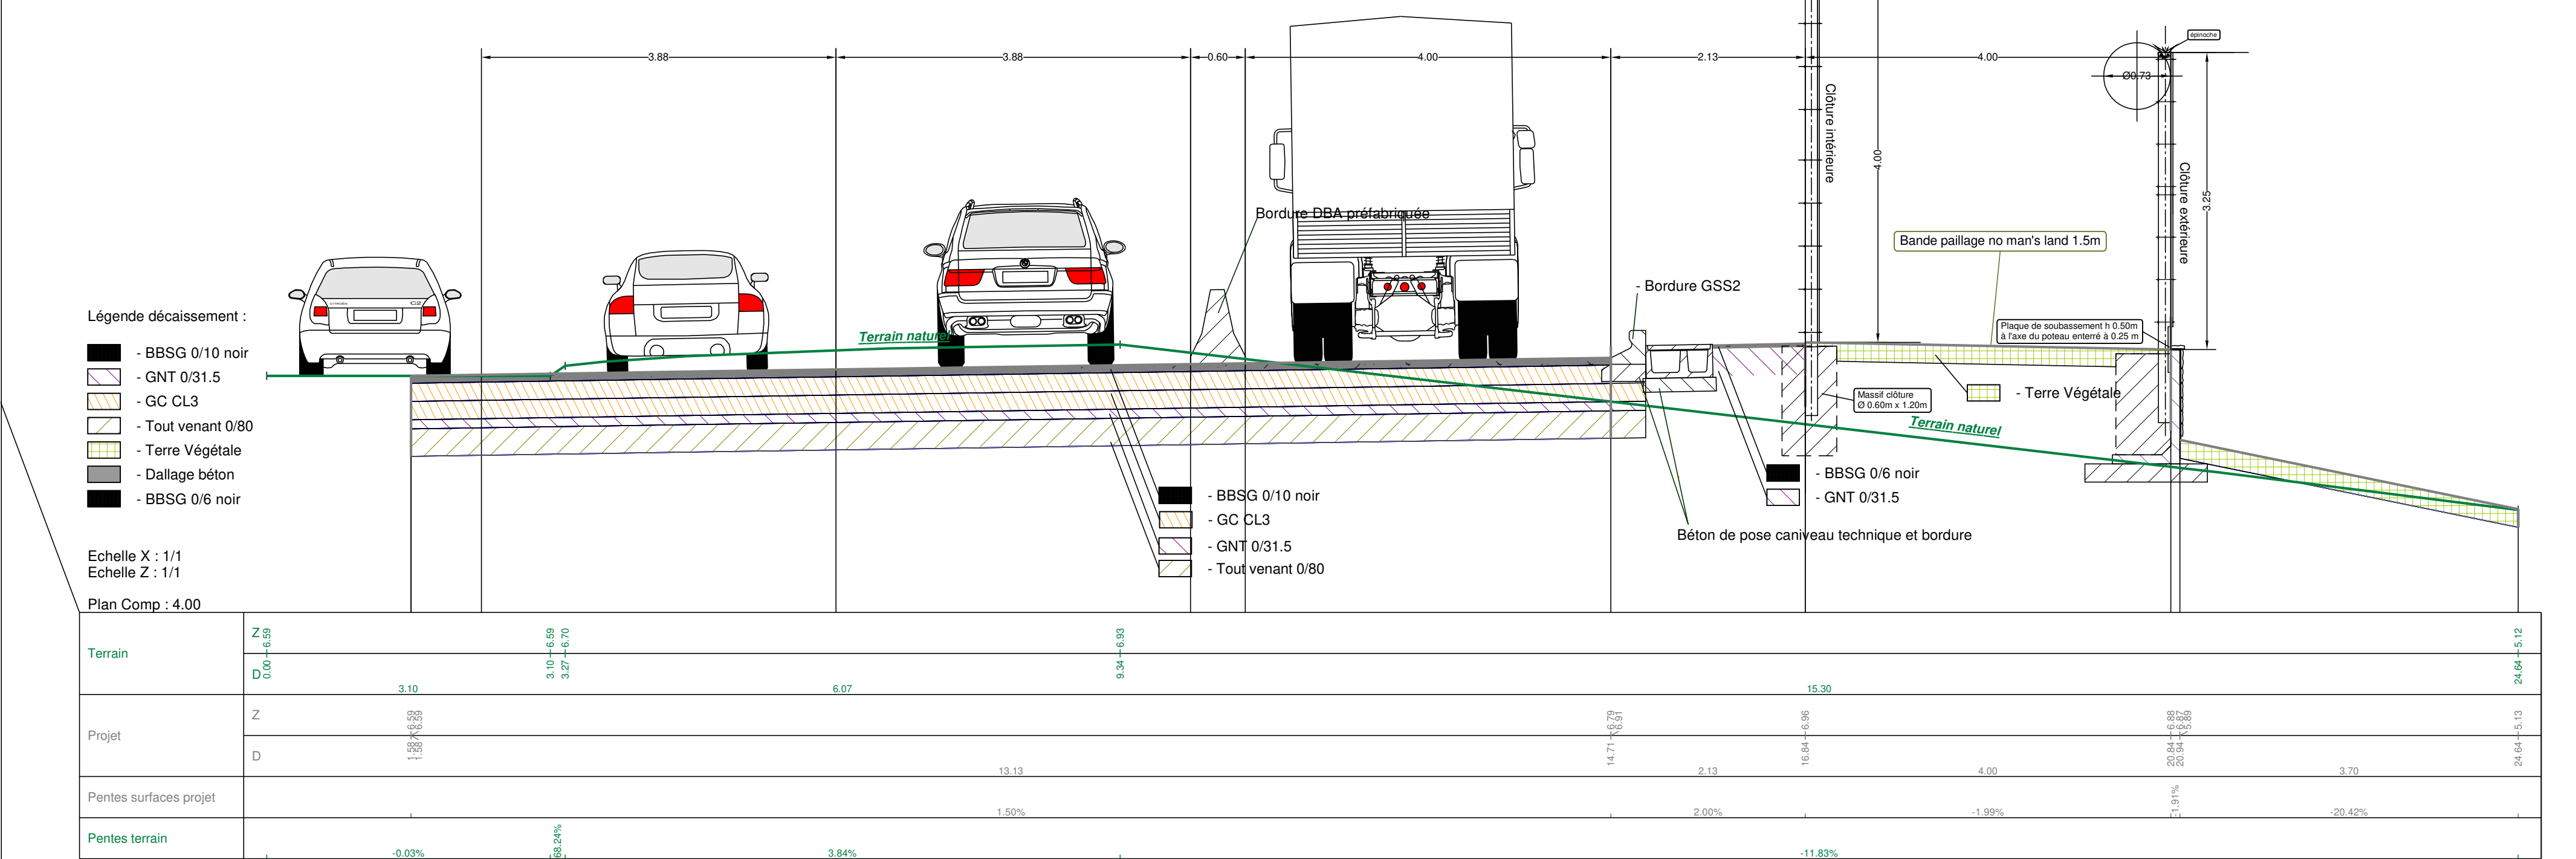 épinoche
3.88
3.88
0.60
4.00
2.13
4.00
Ø0.73
Clôture intérieure
4.00
Clôture extérieure
3.25
Bordure DBA préfabriquée
Bande paillage no man's land 1.5m
- Bordure GSS2
CITROËN
C2
Légende décaissement :
- BBSG 0/10 noir
- GNT 0/31.5
- GC CL3
- Tout venant 0/80
- Terre Végétale
- Dallage béton
- BBSG 0/6 noir
Terrain naturel
Plaque de soubassement h 0.50m
à l'axe du poteau enterré à 0.25 m
Massif clôture
Ø 0.60m x 1.20m
- Terre Végétale
Terrain naturel
- BBSG 0/6 noir
- GNT 0/31.5
- BBSG 0/10 noir
- GC CL3
- GNT 0/31.5
- Tout venant 0/80
Béton de pose caniveau technique et bordure
Echelle X : 1/1
Echelle Z : 1/1
Plan Comp : 4.00
Terrain
Z 6.59 6.59 6.70 6.93 5.12
D 0.00 3.10 3.27 9.34 24.64
3.10 6.07 15.30
Projet
Z 6.59 6.59 6.79 6.91 6.96 6.88 6.87 5.89 5.13
D 1.58 1.58 14.71 16.84 20.84 20.94 24.64
13.13 2.13 4.00 3.70
Pentes surfaces projet
1.50% 2.00% -1.99% -1.91% -20.42%
Pentes terrain
-0.03% 68.24% 3.84% -11.83%